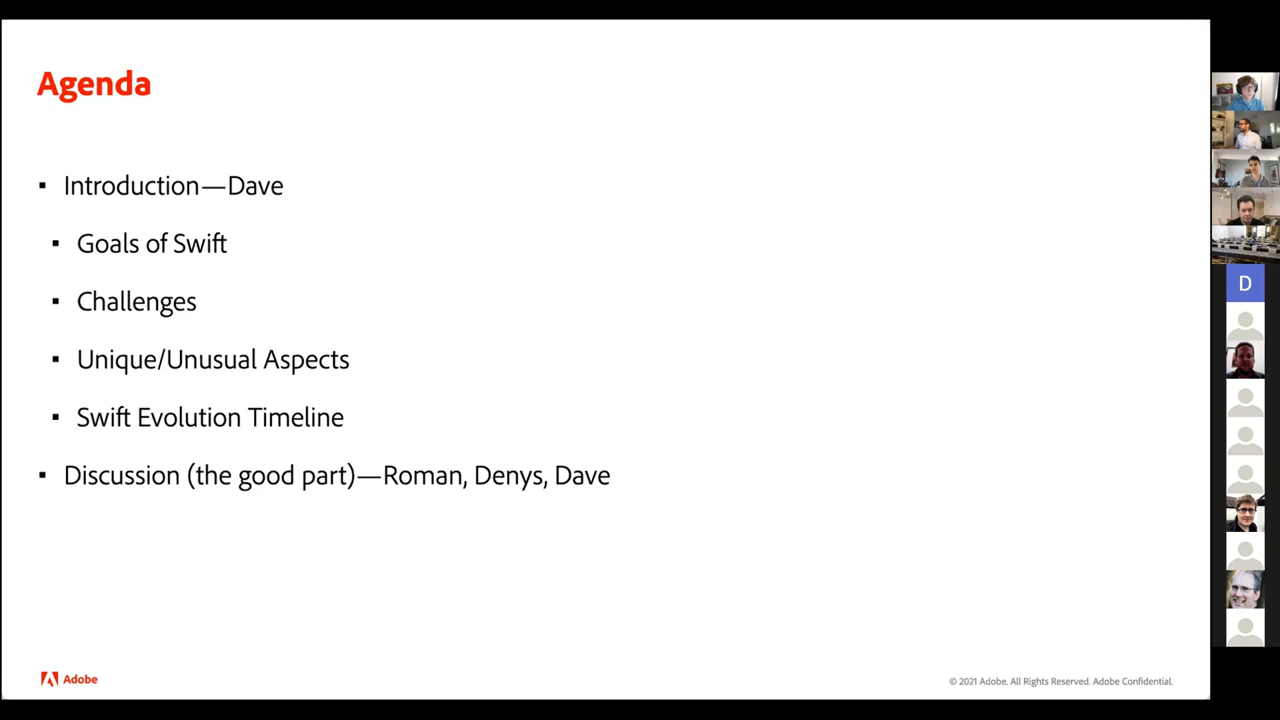 Agenda
▪ Introduction—Dave
▪ Goals of Swift
▪ Challenges
▪ Unique/Unusual Aspects
▪ Swift Evolution Timeline
▪ Discussion (the good part)—Roman, Denys, Dave
Adobe
© 2021 Adobe. All Rights Reserved. Adobe Confidential.
D